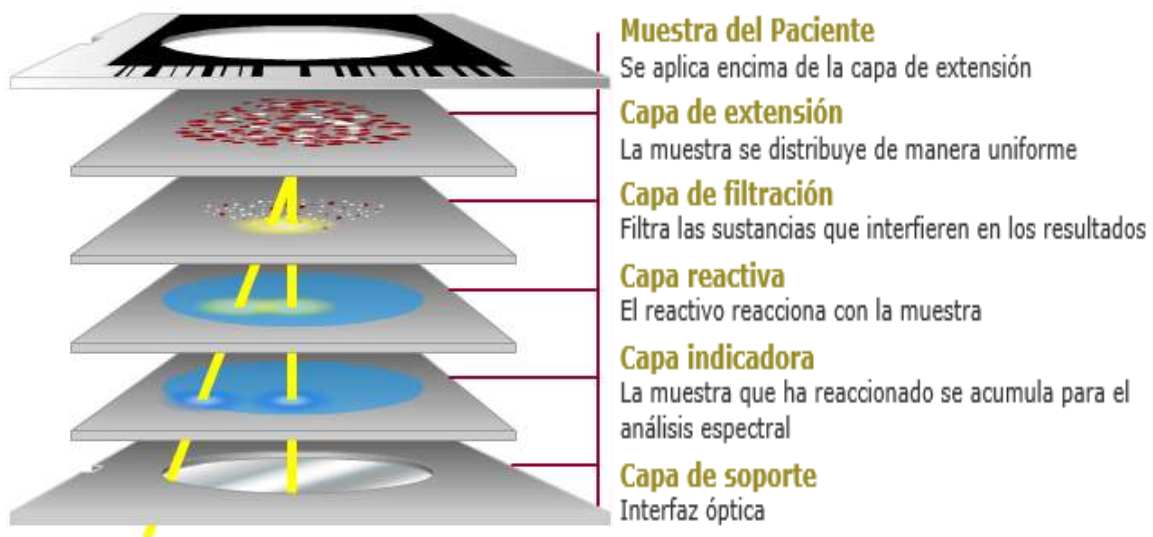 Muestra del Paciente
Se aplica encima de la capa de extensión
Capa de extensión
La muestra se distribuye de manera uniforme
Capa de filtración
Filtra las sustancias que interfieren en los resultados
Capa reactiva
El reactivo reacciona con la muestra
Capa indicadora
La muestra que ha reaccionado se acumula para el
análisis espectral
Capa de soporte
Interfaz óptica